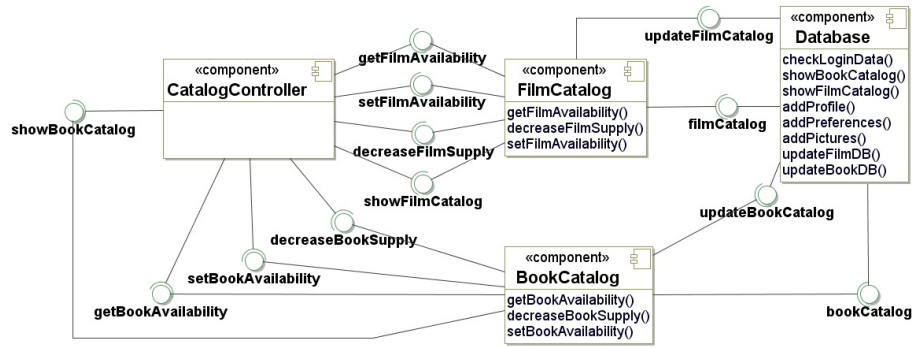 «component»
Database
checkLoginData()
showBookCatalog()
showFilmCatalog()
addProfile()
addPreferences()
addPictures()
updateFilmDB()
updateBookDB()
updateFilmCatalog
getFilmAvailability
«component»
CatalogController
«component»
FilmCatalog
getFilmAvailability()
decreaseFilmSupply()
setFilmAvailability()
setFilmAvailability
filmCatalog
showBookCatalog
decreaseFilmSupply
showFilmCatalog
updateBookCatalog
decreaseBookSupply
«component»
BookCatalog
getBookAvailability()
decreaseBookSupply()
setBookAvailability()
setBookAvailability
getBookAvailability
bookCatalog